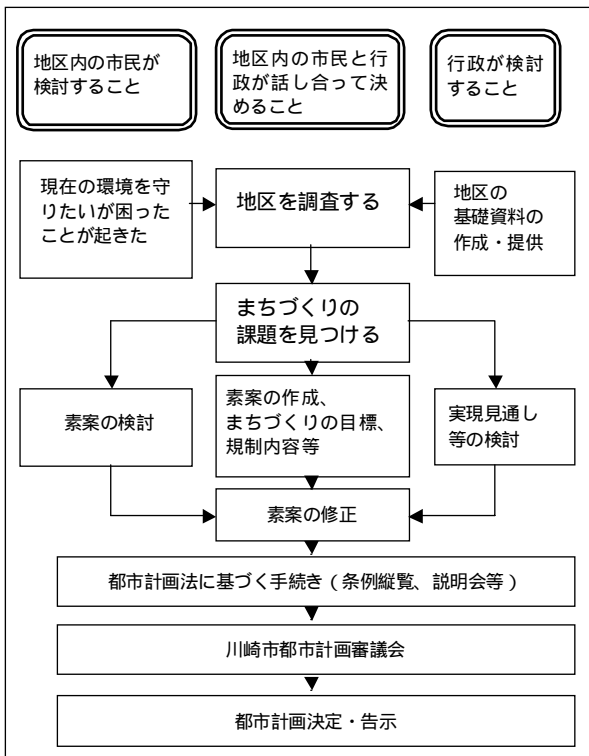 地区内の市民が
検討すること
地区内の市民と行
政が話し合って決
めること
行政が検討
すること
現在の環境を守
りたいが困った
ことが起きた
地区を調査する
地区の
基礎資料の
作成・提供
まちづくりの
課題を見つける
素案の検討
素案の作成、
まちづくりの目標、
規制内容等
実現見通し
等の検討
素案の修正
都市計画法に基づく手続き（条例縦覧、説明会等）
川崎市都市計画審議会
都市計画決定・告示